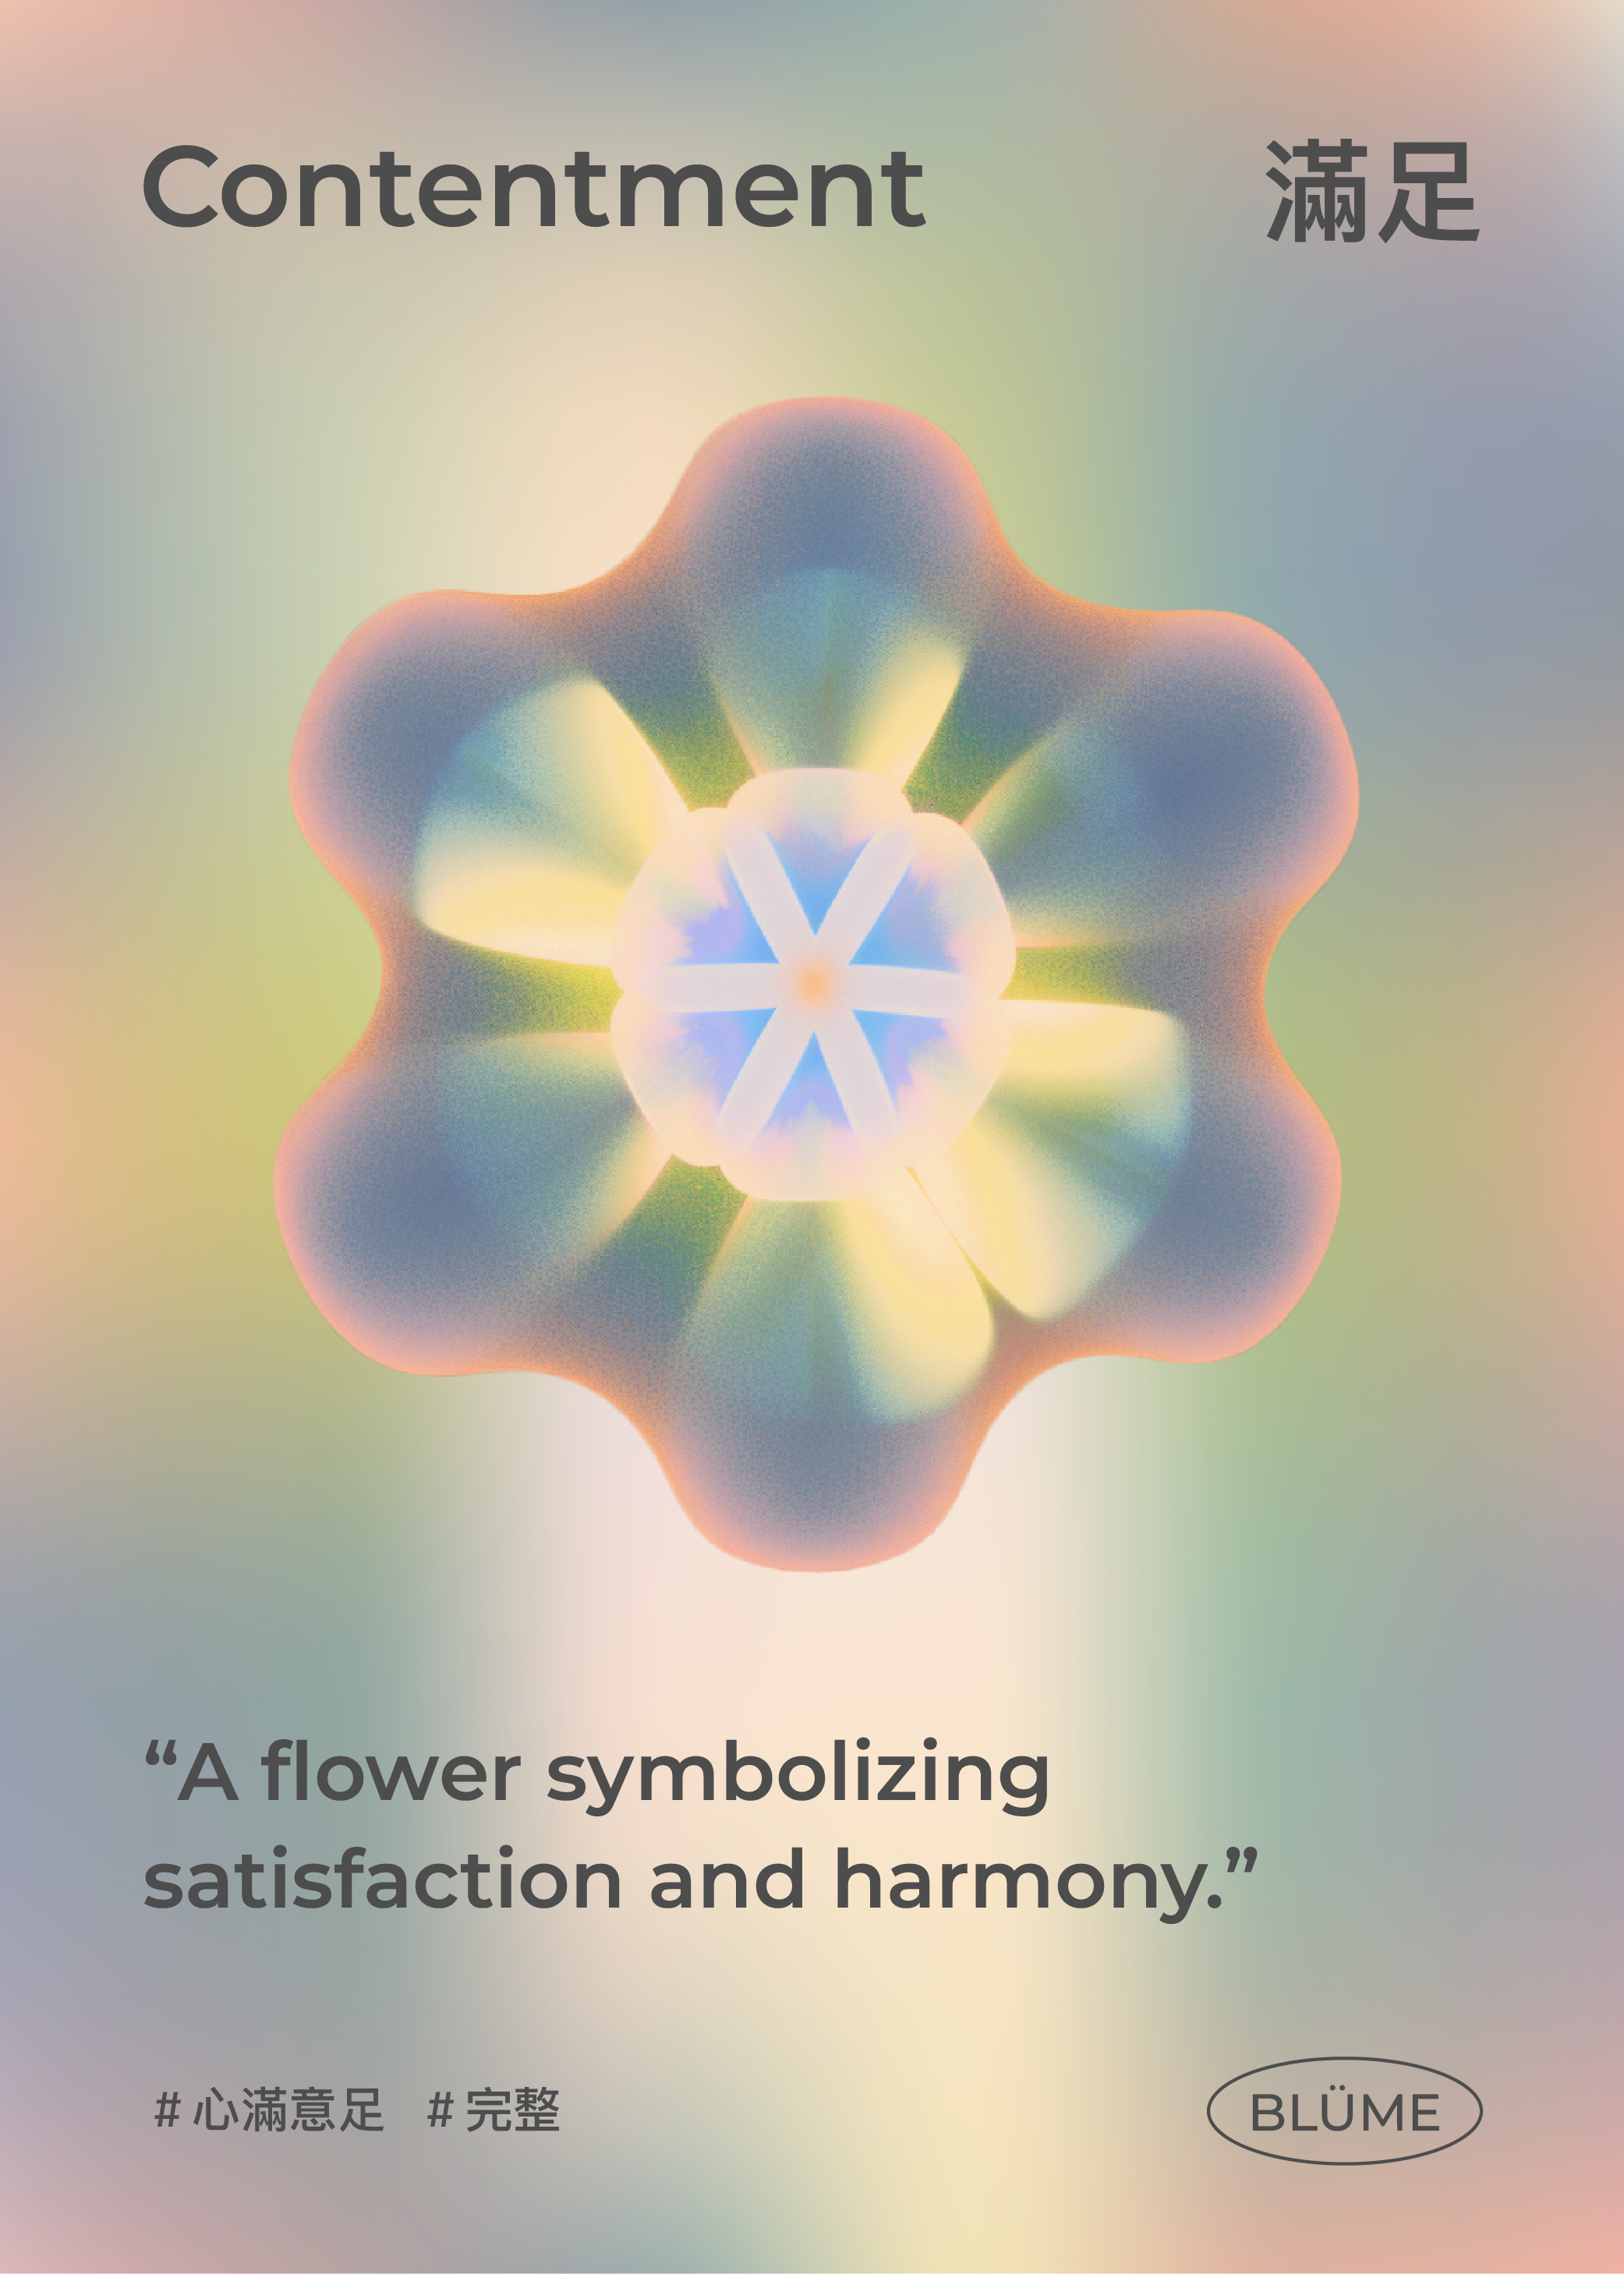 Contentment 滿足
“A flower symbolizing
satisfaction and harmony.”
# 心滿意足 # 完整
BLÜME